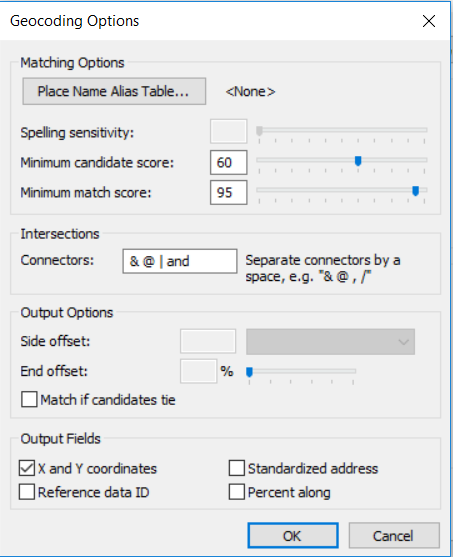 Geocoding Options
Matching Options
Place Name Alias Table... <None>
Spelling sensitivity:
Minimum candidate score: 60
Minimum match score: 95
Intersections
Connectors: & @ | and Separate connectors by a
space, e.g. "& @ , /"
Output Options
Side offset:
End offset: %
Match if candidates tie
Output Fields
X and Y coordinates Standardized address
Reference data ID Percent along
OK Cancel